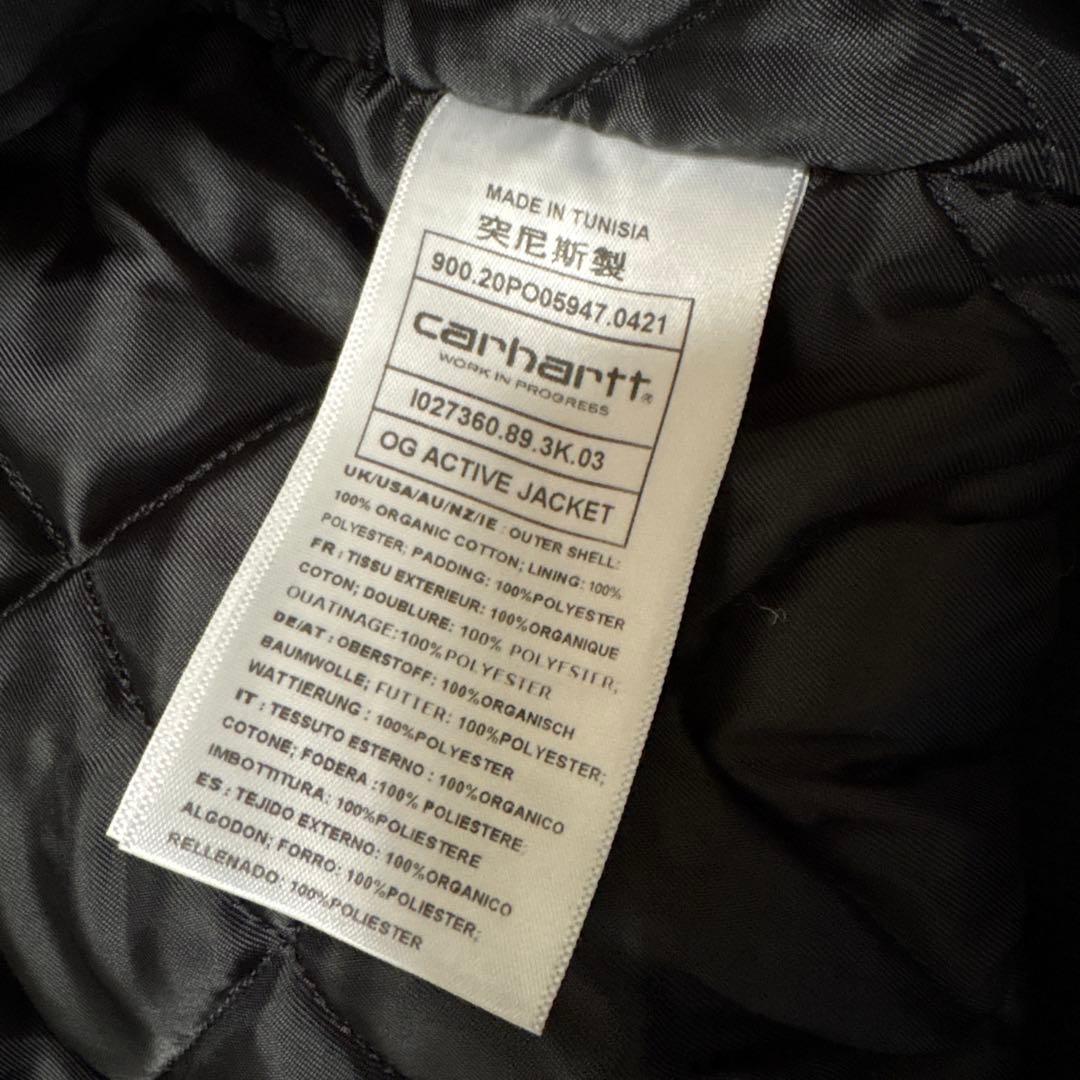 MADE IN TUNISIA
突尼斯製
900.20PO05947.0421
carhartt®
WORK IN PROGRESS
I027360.89.3K.03
OG ACTIVE JACKET
UK/USA/AU/NZ/IE : OUTER SHELL:
100% ORGANIC COTTON; LINING: 100%
POLYESTER; PADDING: 100%POLYESTER
FR : TISSU EXTERIEUR: 100%ORGANIQUE
COTON; DOUBLURE: 100% POLYESTER;
OUATINAGE:100%POLYESTER
DE/AT : OBERSTOFF: 100%ORGANISCH
BAUMWOLLE; FUTTER: 100%POLYESTER;
WATTIERUNG : 100%POLYESTER
IT : TESSUTO ESTERNO : 100%ORGANICO
COTONE; FODERA :100% POLIESTERE
IMBOTTITURA; 100%POLIESTERE
ES : TEJIDO EXTERNO: 100%ORGANICO
ALGODON; FORRO: 100%POLIESTER;
RELLENADO: 100%POLIESTER